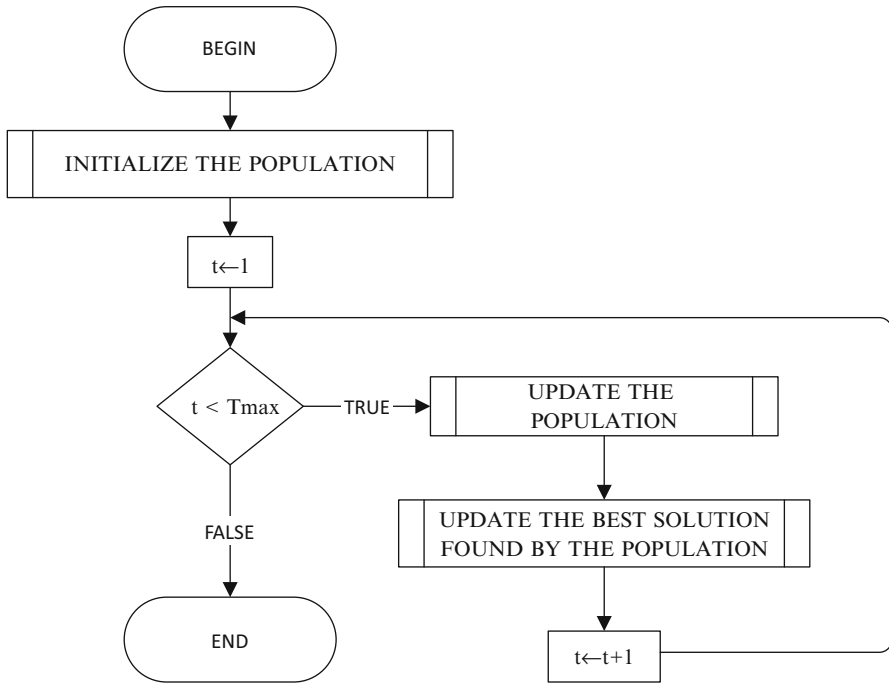 BEGIN
INITIALIZE THE POPULATION
t←1
t < Tmax
TRUE
UPDATE THE
POPULATION
UPDATE THE BEST SOLUTION
FOUND BY THE POPULATION
t←t+1
FALSE
END